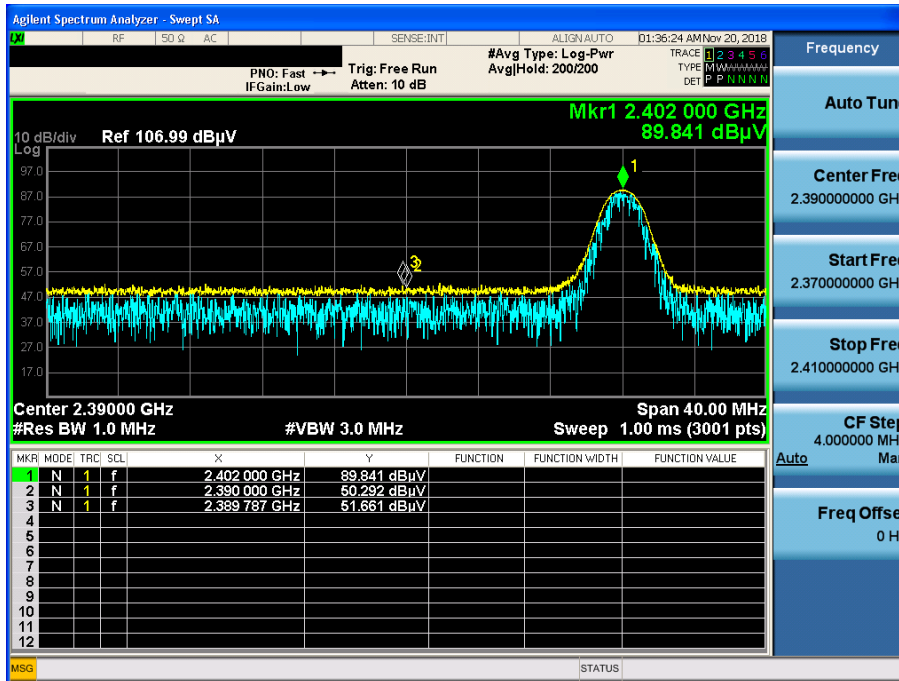 Agilent Spectrum Analyzer - Swept SA
LXI RF 50 Ω AC SENSE:INT ALIGN AUTO 01:36:24 AM Nov 20, 2018
PNO: Fast Trig: Free Run #Avg Type: Log-Pwr TRACE 1 2 3 4 5 6
IFGain:Low Atten: 10 dB Avg|Hold: 200/200 TYPE M W W W W W
DET P P N N N N
Frequency
Mkr1 2.402 000 GHz
89.841 dBµV
10 dB/div Ref 106.99 dBµV
Log
97.0
87.0
77.0
67.0
57.0
47.0
37.0
27.0
17.0
1
3
2
Center 2.39000 GHz Span 40.00 MHz
#Res BW 1.0 MHz #VBW 3.0 MHz Sweep 1.00 ms (3001 pts)
MKR MODE TRC SCL X Y FUNCTION FUNCTION WIDTH FUNCTION VALUE
1 N 1 f 2.402 000 GHz 89.841 dBµV
2 N 1 f 2.390 000 GHz 50.292 dBµV
3 N 1 f 2.389 787 GHz 51.661 dBµV
4
5
6
7
8
9
10
11
12
MSG STATUS
Auto Tun
Center Fre
2.390000000 GH
Start Fre
2.370000000 GH
Stop Fre
2.410000000 GH
CF Step
4.000000 MH
Auto Ma
Freq Offse
0 H